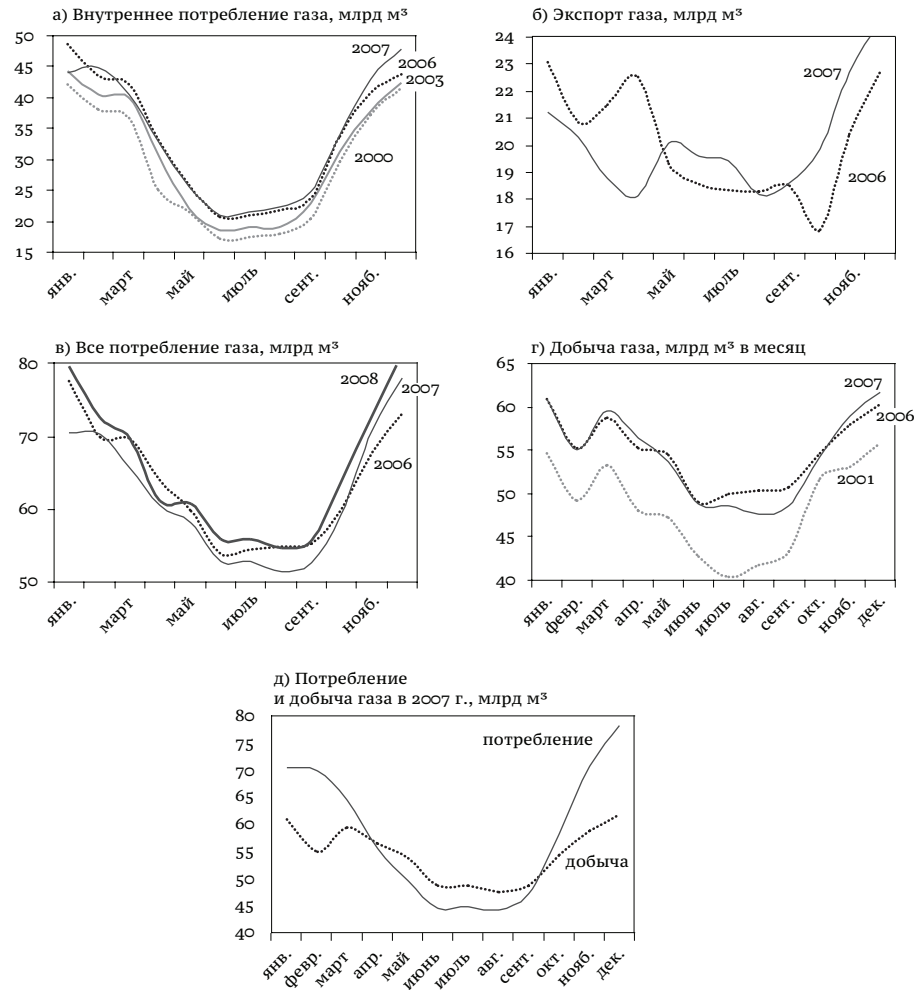 а) Внутреннее потребление газа, млрд м³
50
45
40
35
30
25
20
15
2007
2006
2003
2000
янв.
март
май
июль
сент.
нояб.
б) Экспорт газа, млрд м³
24
23
22
21
20
19
18
17
16
2007
2006
янв.
март
май
июль
сент.
нояб.
в) Все потребление газа, млрд м³
80
70
60
50
2008
2007
2006
янв.
март
май
июль
сент.
нояб.
г) Добыча газа, млрд м³ в месяц
65
60
55
50
45
40
2007
2006
2001
янв.
февр.
март
апр.
май
июнь
июль
авг.
сент.
окт.
нояб.
дек.
д) Потребление
и добыча газа в 2007 г., млрд м³
80
75
70
65
60
55
50
45
40
потребление
добыча
янв.
февр.
март
апр.
май
июнь
июль
авг.
сент.
окт.
нояб.
дек.